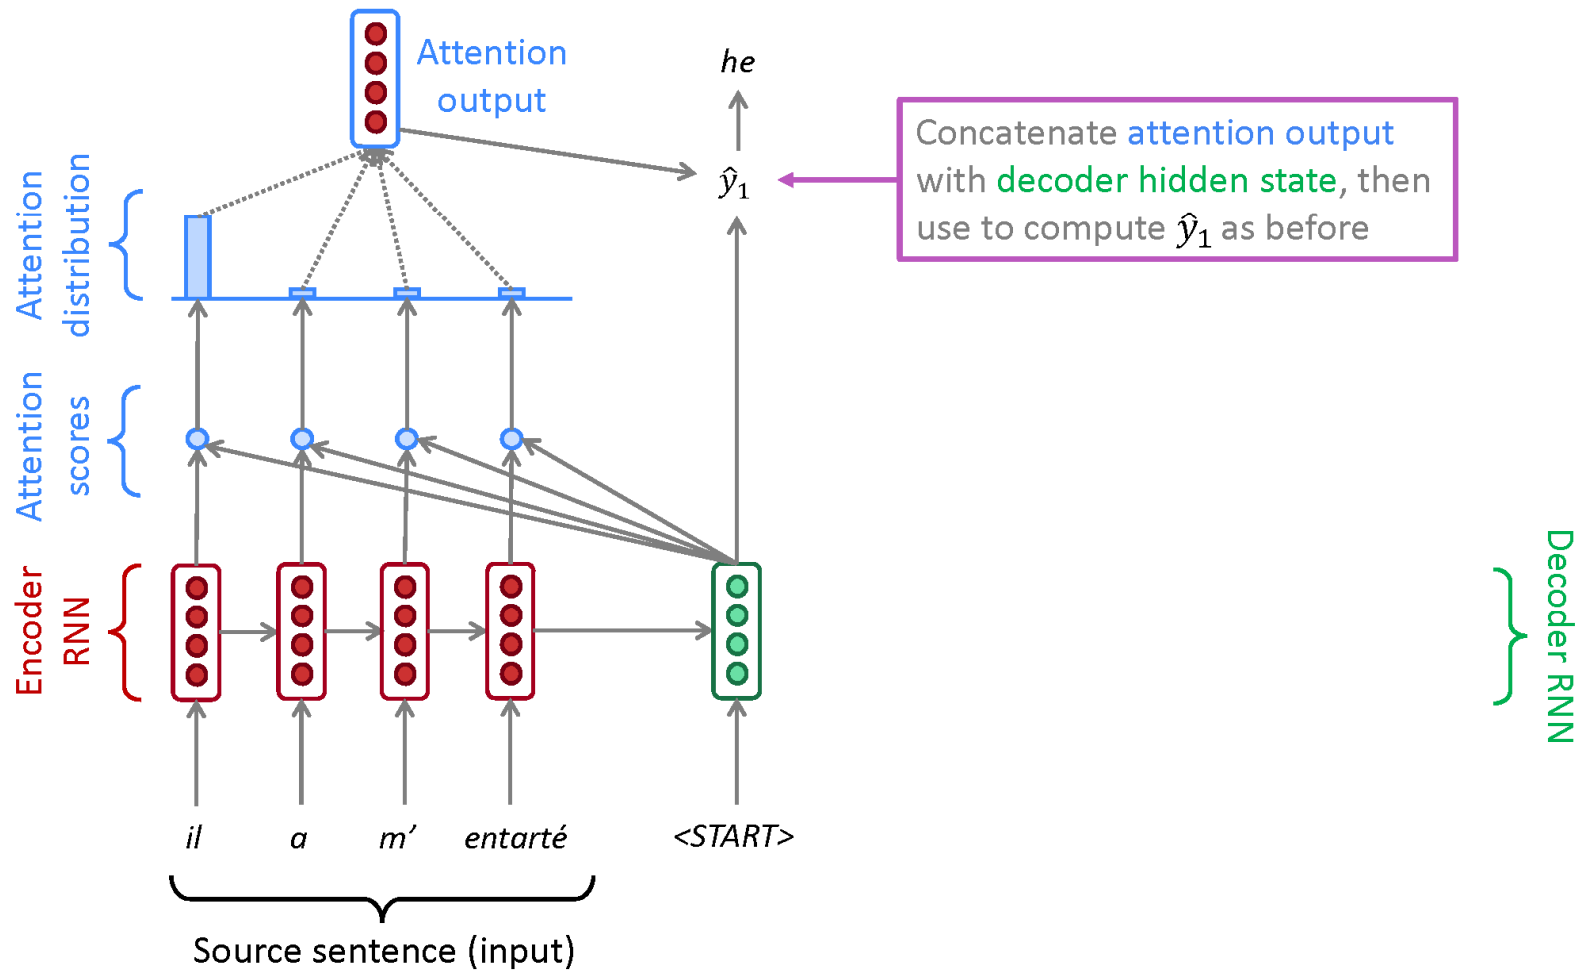 Attention
output
he
Concatenate attention output
with decoder hidden state, then
use to compute ŷ₁ as before
ŷ₁
Attention
distribution
Attention
scores
Encoder
RNN
Decoder RNN
il
a
m’
entarté
<START>
Source sentence (input)